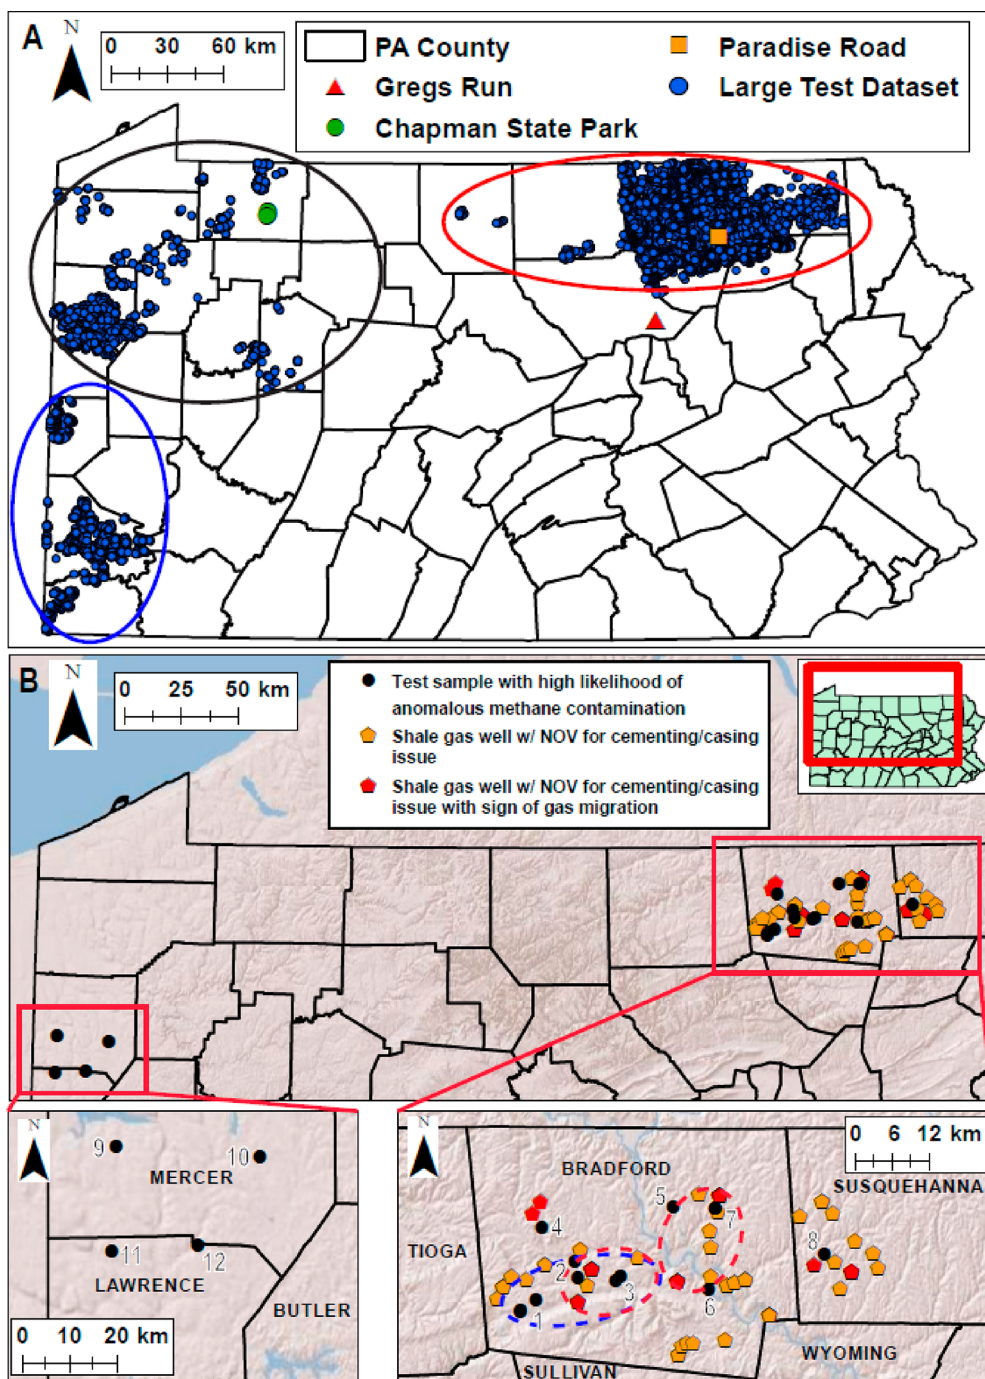 A
N
0 30 60 km
PA County
Paradise Road
Gregs Run
Large Test Dataset
Chapman State Park
B
N
0 25 50 km
Test sample with high likelihood of
anomalous methane contamination
Shale gas well w/ NOV for cementing/casing
issue
Shale gas well w/ NOV for cementing/casing
issue with sign of gas migration
N
9
10
MERCER
11
12
LAWRENCE
BUTLER
0 10 20 km
N
0 6 12 km
BRADFORD
SUSQUEHANNA
TIOGA
5
7
4
8
2
3
6
1
SULLIVAN
WYOMING